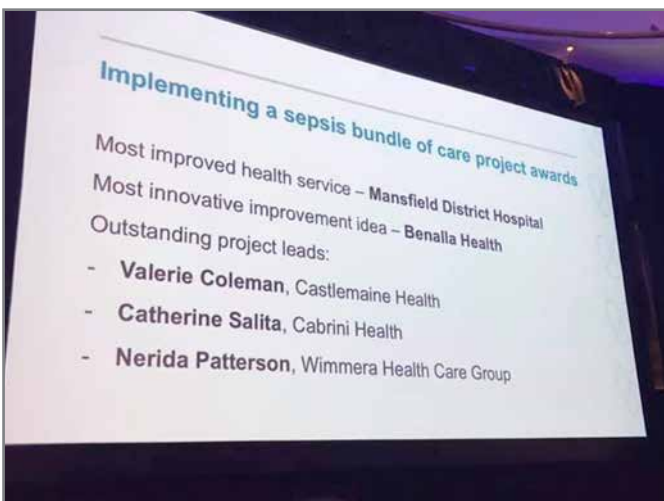 Implementing a sepsis bundle of care project awards
Most improved health service – Mansfield District Hospital
Most innovative improvement idea – Benalla Health
Outstanding project leads:
- Valerie Coleman, Castlemaine Health
- Catherine Salita, Cabrini Health
- Nerida Patterson, Wimmera Health Care Group